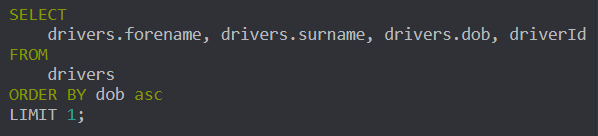 SELECT
    drivers.forename, drivers.surname, drivers.dob, driverId
FROM
    drivers
ORDER BY dob asc
LIMIT 1;